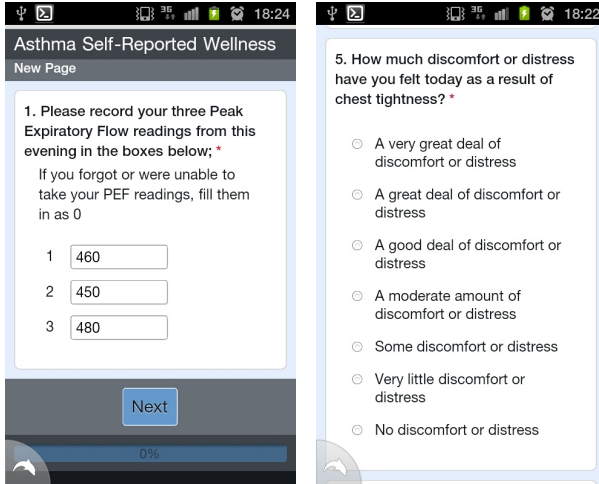 3G 18:24
Asthma Self-Reported Wellness
New Page
1. Please record your three Peak
Expiratory Flow readings from this
evening in the boxes below; *
If you forgot or were unable to
take your PEF readings, fill them
in as 0
1 460
2 450
3 480
Next
0%
3G 18:22
5. How much discomfort or distress
have you felt today as a result of
chest tightness? *
A very great deal of
discomfort or distress
A great deal of discomfort or
distress
A good deal of discomfort or
distress
A moderate amount of
discomfort or distress
Some discomfort or distress
Very little discomfort or
distress
No discomfort or distress